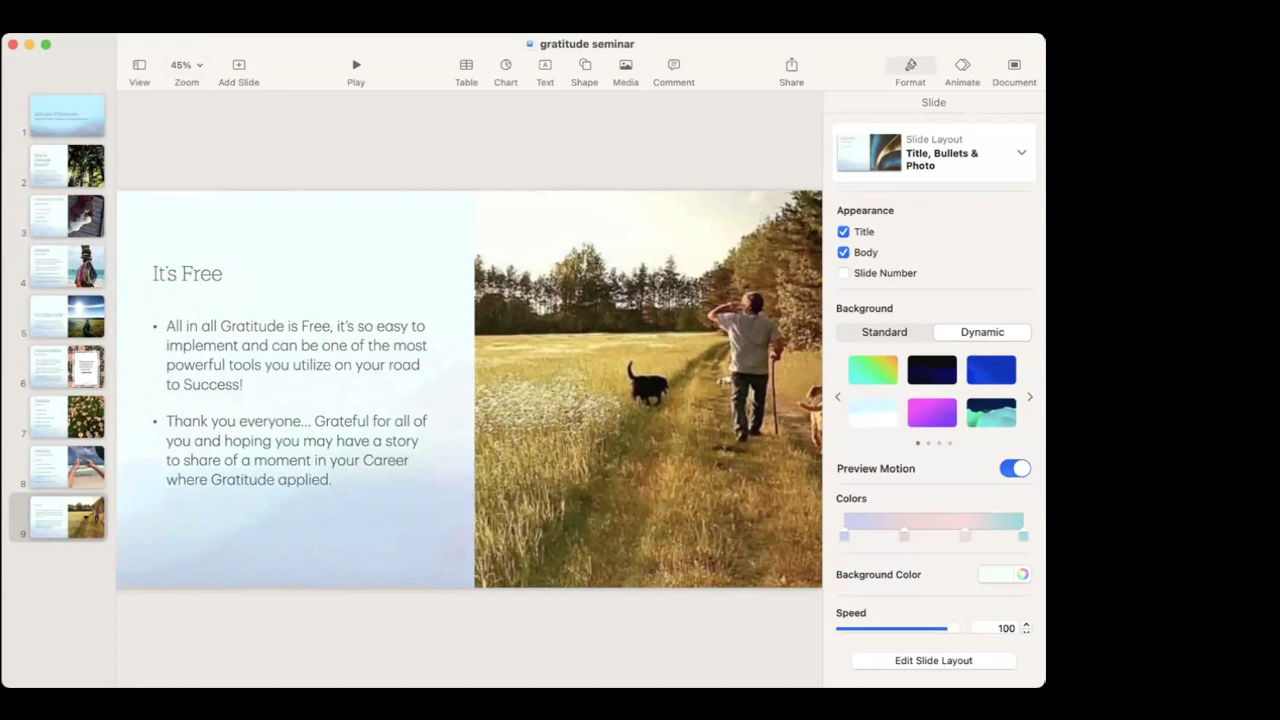 gratitude seminar
45%
View
Zoom
Add Slide
Play
Table
Chart
Text
Shape
Media
Comment
Share
Format
Animate
Document
Slide
Slide Layout
Title, Bullets &
Photo
Appearance
Title
Body
Slide Number
Background
Standard
Dynamic
Preview Motion
Colors
Background Color
Speed
100
Edit Slide Layout
1
2
3
4
5
6
7
8
9
It's Free
• All in all Gratitude is Free, it's so easy to
implement and can be one of the most
powerful tools you utilize on your road
to Success!
• Thank you everyone... Grateful for all of
you and hoping you may have a story
to share of a moment in your Career
where Gratitude applied.